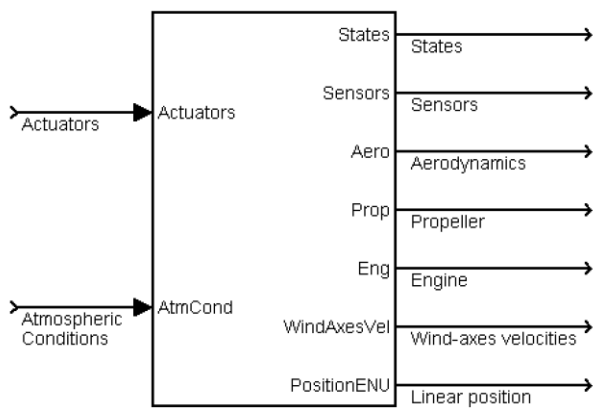 States
States
Sensors
Sensors
Actuators
Actuators
Aero
Aerodynamics
Prop
Propeller
Eng
Engine
AtmCond
Atmospheric
Conditions
WindAxesVel
Wind-axes velocities
PositionENU
Linear position